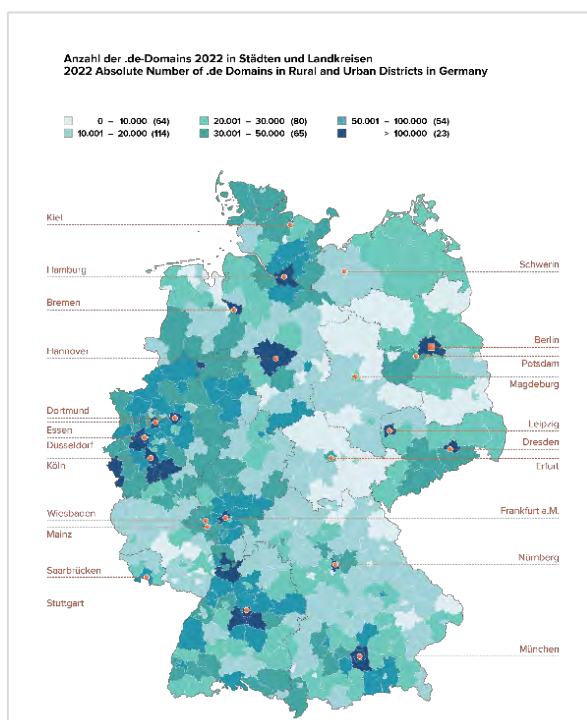 Anzahl der .de-Domains 2022 in Städten und Landkreisen
2022 Absolute Number of .de Domains in Rural and Urban Districts in Germany
0 – 10.000 (64)
20.001 – 30.000 (80)
50.001 – 100.000 (54)
10.001 – 20.000 (114)
30.001 – 50.000 (65)
> 100.000 (23)
Kiel
Hamburg
Schwerin
Bremen
Hannover
Berlin
Potsdam
Magdeburg
Dortmund
Essen
Düsseldorf
Köln
Leipzig
Dresden
Erfurt
Wiesbaden
Mainz
Frankfurt a.M.
Saarbrücken
Nürnberg
Stuttgart
München